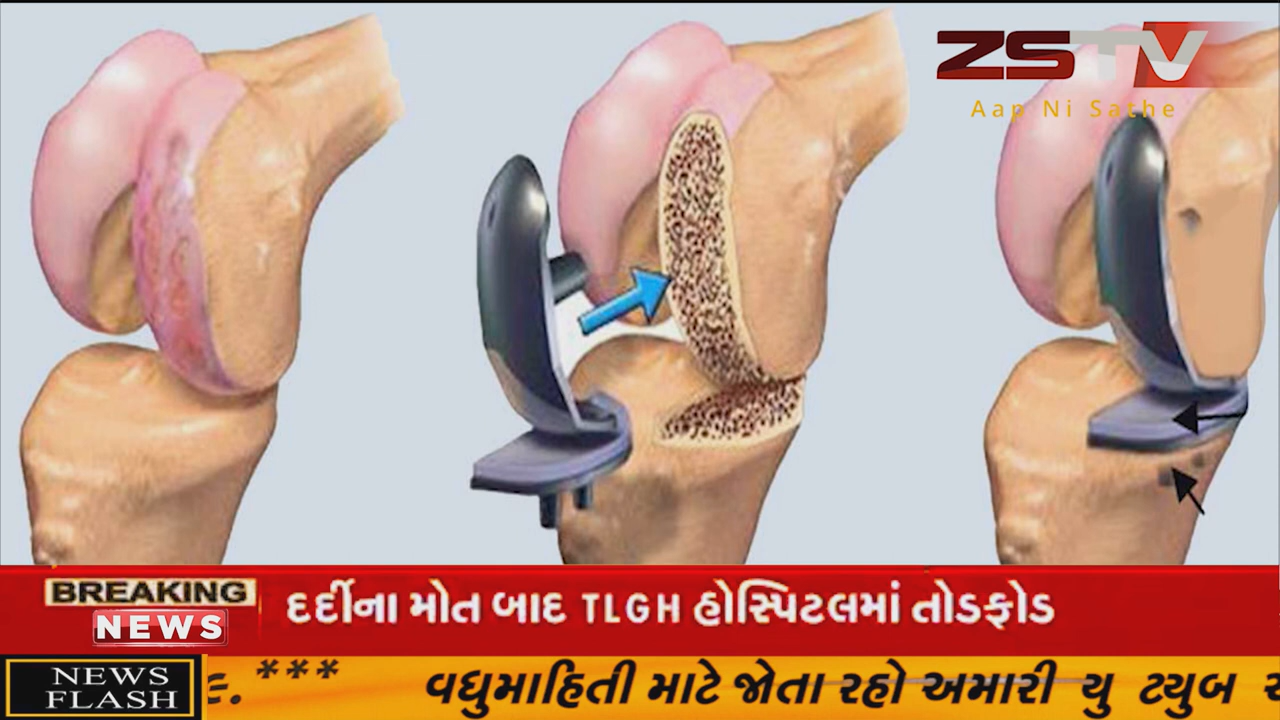 ZSTV
Aap Ni Sathe
BREAKING
NEWS
દર્દીના મોત બાદ TLGH હોસ્પિટલમાં તોડફોડ
NEWS
FLASH
***
વધુમાહિતી માટે જોતા રહો અમારી યુ ટ્યુબ